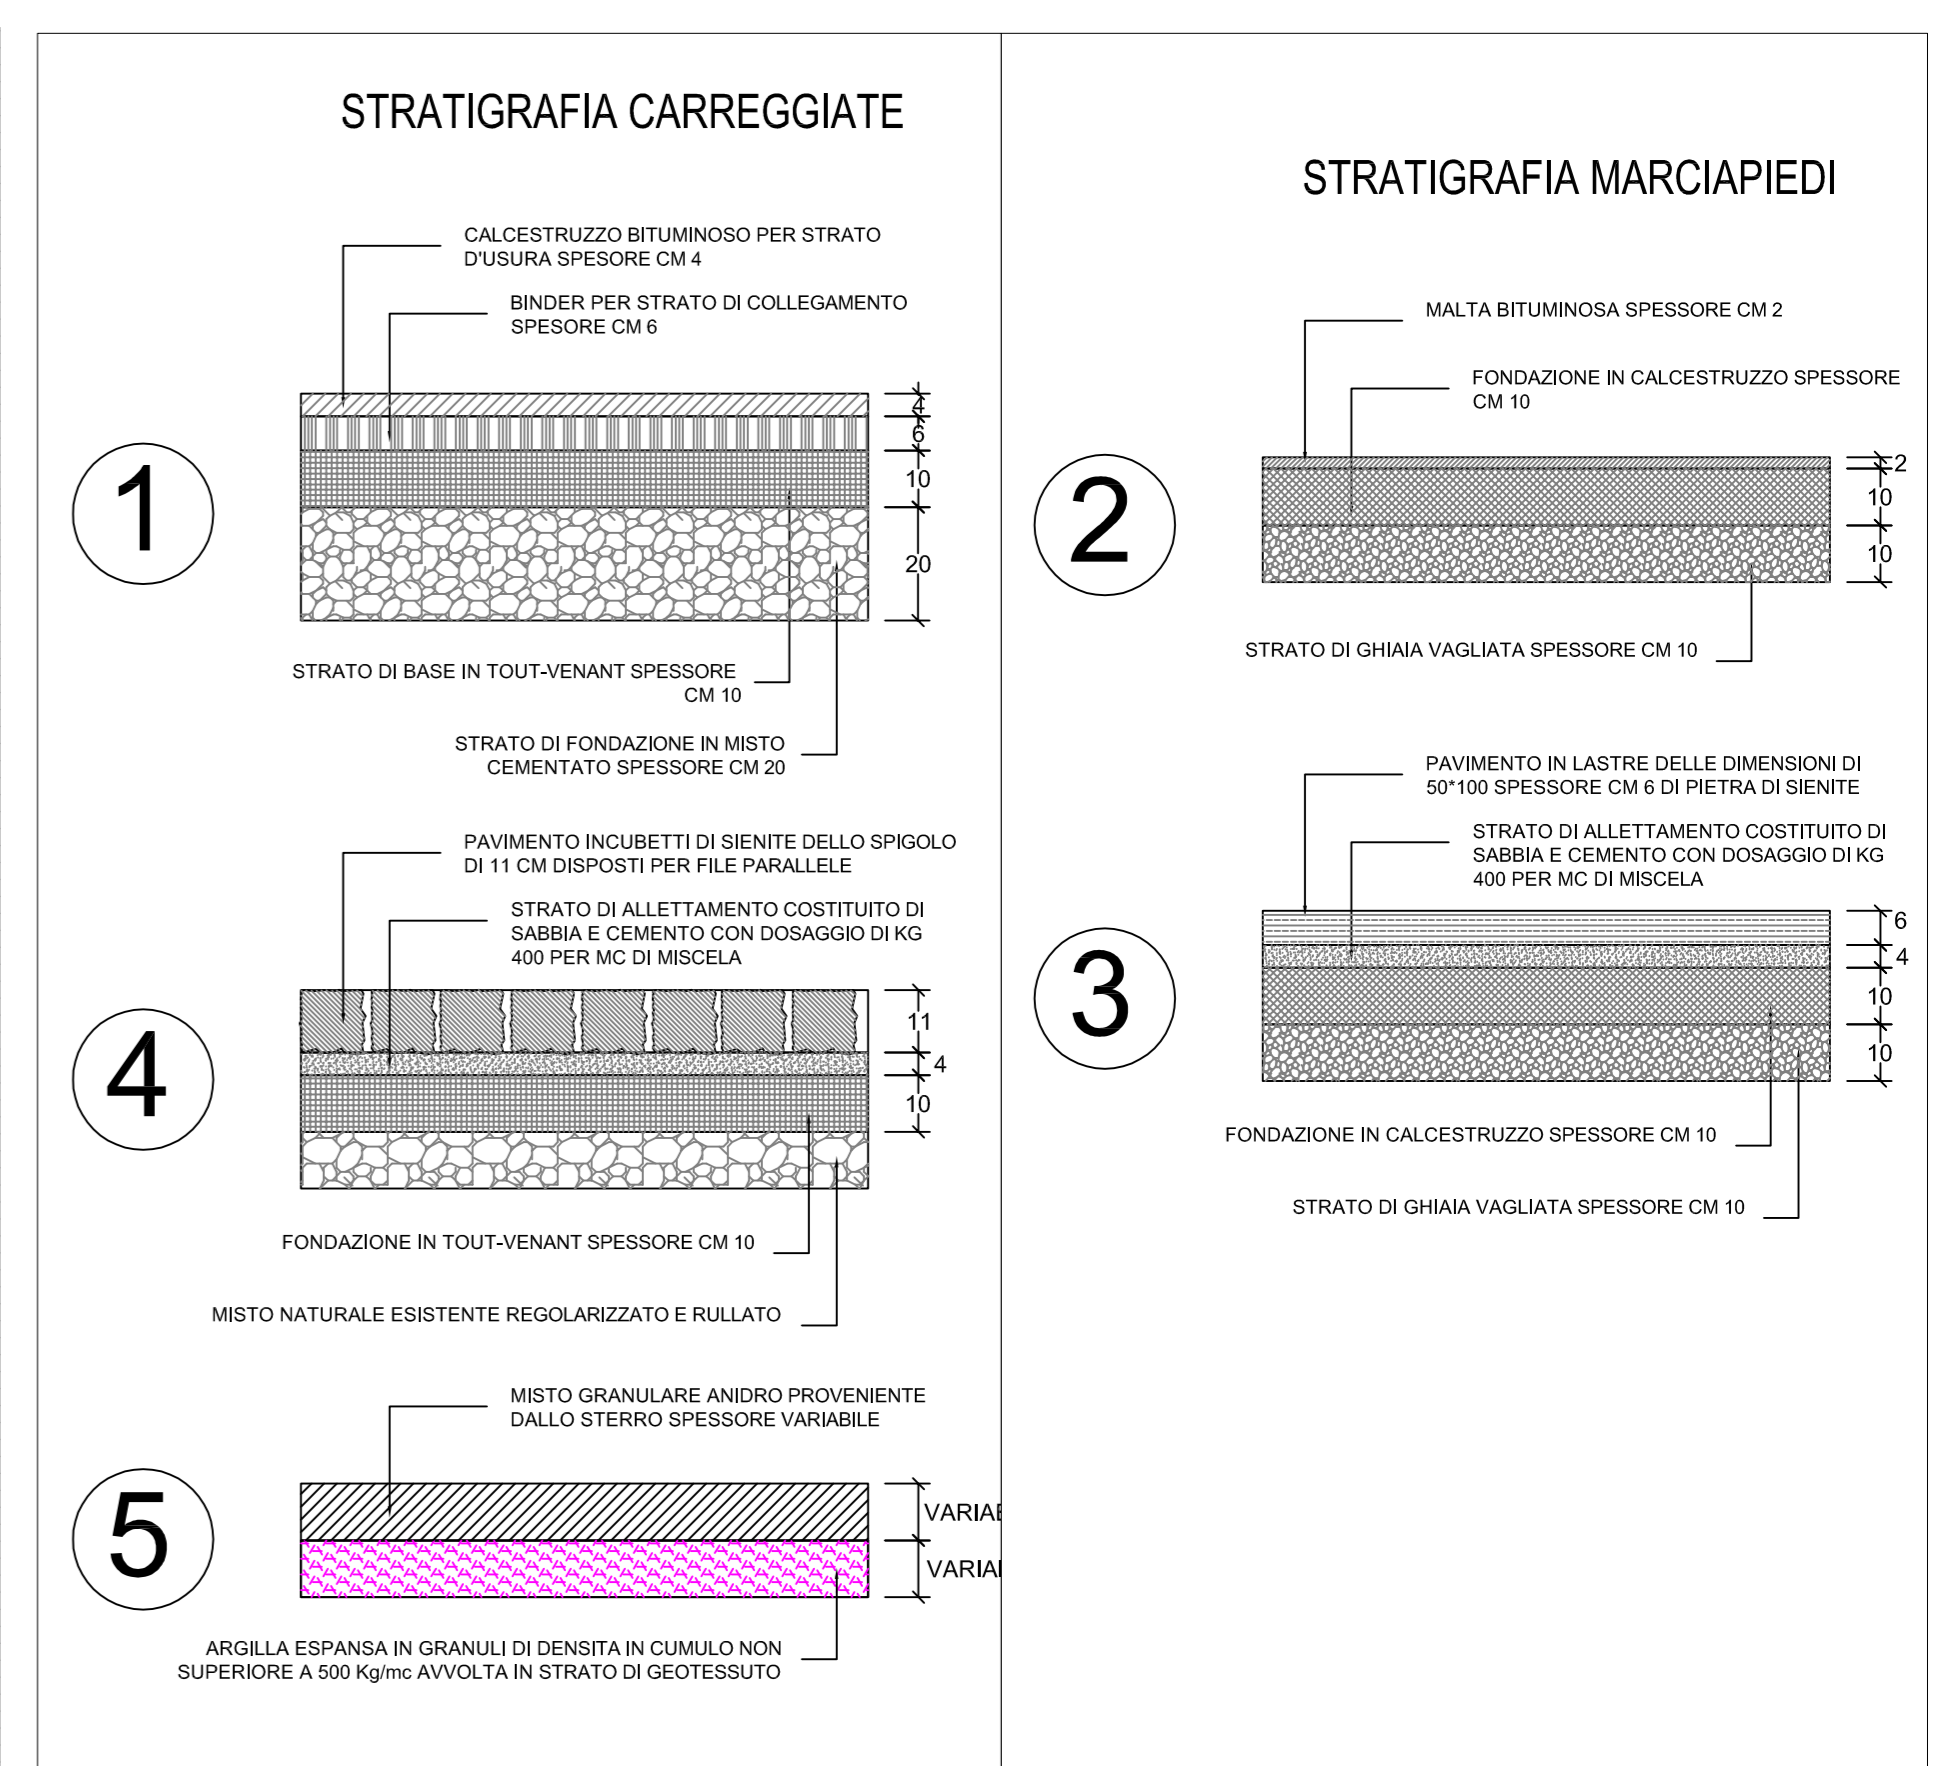 STRATIGRAFIA CARREGGIATE
CALCESTRUZZO BITUMINOSO PER STRATO
D'USURA SPESORE CM 4
BINDER PER STRATO DI COLLEGAMENTO
SPESORE CM 6
1
4
6
10
20
STRATO DI BASE IN TOUT-VENANT SPESSORE
CM 10
STRATO DI FONDAZIONE IN MISTO
CEMENTATO SPESSORE CM 20
PAVIMENTO INCUBETTI DI SIENITE DELLO SPIGOLO
DI 11 CM DISPOSTI PER FILE PARALLELE
STRATO DI ALLETTAMENTO COSTITUITO DI
SABBIA E CEMENTO CON DOSAGGIO DI KG
400 PER MC DI MISCELA
4
11
4
10
FONDAZIONE IN TOUT-VENANT SPESSORE CM 10
MISTO NATURALE ESISTENTE REGOLARIZZATO E RULLATO
MISTO GRANULARE ANIDRO PROVENIENTE
DALLO STERRO SPESSORE VARIABILE
5
ARGILLA ESPANSA IN GRANULI DI DENSITA IN CUMULO NON
SUPERIORE A 500 Kg/mc AVVOLTA IN STRATO DI GEOTESSUTO
STRATIGRAFIA MARCIAPIEDI
MALTA BITUMINOSA SPESSORE CM 2
FONDAZIONE IN CALCESTRUZZO SPESSORE
CM 10
2
2
10
10
STRATO DI GHIAIA VAGLIATA SPESSORE CM 10
PAVIMENTO IN LASTRE DELLE DIMENSIONI DI
50*100 SPESSORE CM 6 DI PIETRA DI SIENITE
STRATO DI ALLETTAMENTO COSTITUITO DI
SABBIA E CEMENTO CON DOSAGGIO DI KG
400 PER MC DI MISCELA
3
6
4
10
10
FONDAZIONE IN CALCESTRUZZO SPESSORE CM 10
STRATO DI GHIAIA VAGLIATA SPESSORE CM 10